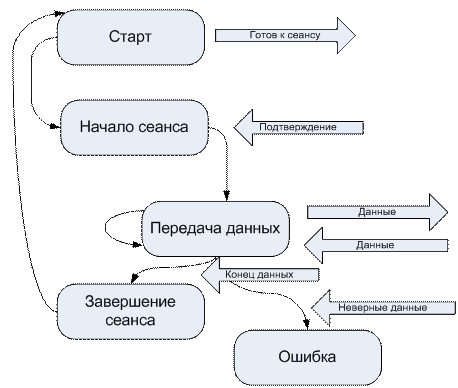 Старт
Готов к сеансу
Начало сеанса
Подтверждение
Передача данных
Данные
Данные
Конец данных
Завершение
сеанса
Неверные данные
Ошибка